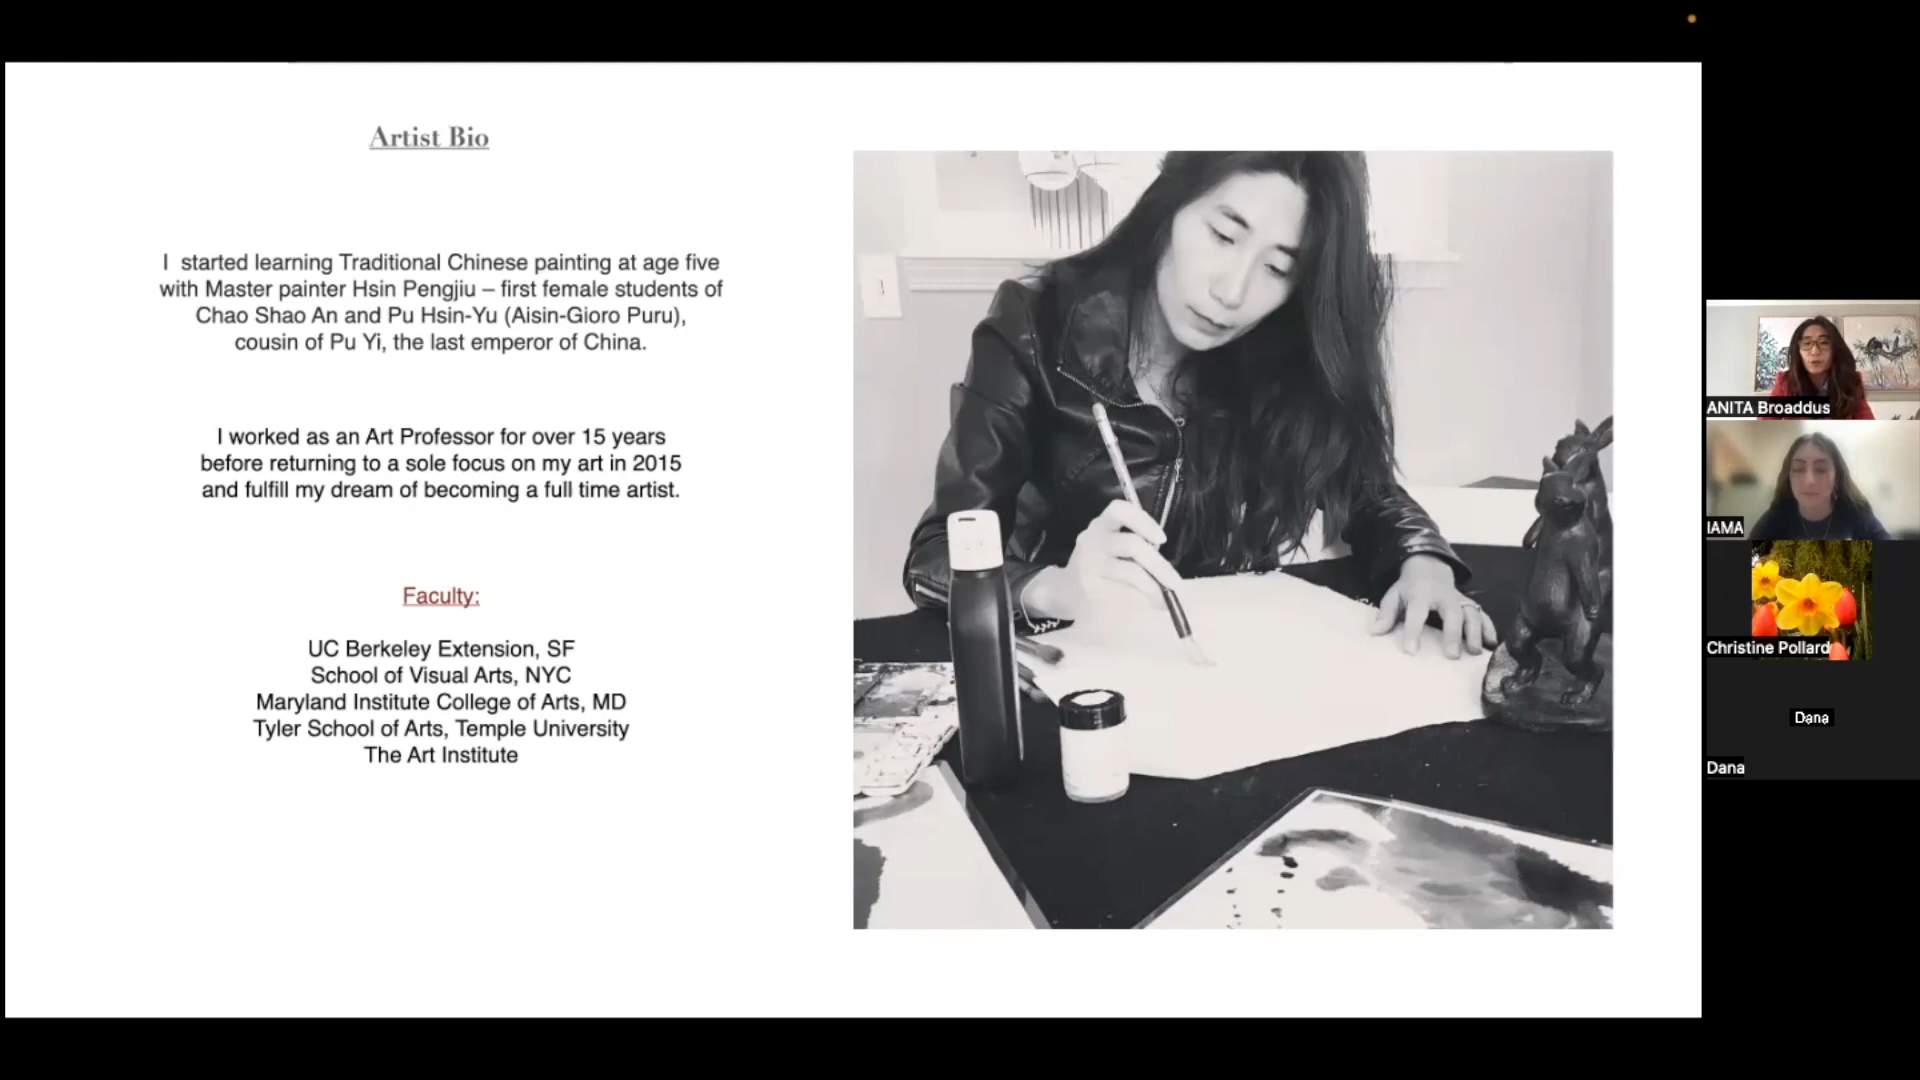 Artist Bio
I started learning Traditional Chinese painting at age five
with Master painter Hsin Pengjiu – first female students of
Chao Shao An and Pu Hsin-Yu (Aisin-Gioro Puru),
cousin of Pu Yi, the last emperor of China.
I worked as an Art Professor for over 15 years
before returning to a sole focus on my art in 2015
and fulfill my dream of becoming a full time artist.
Faculty:
UC Berkeley Extension, SF
School of Visual Arts, NYC
Maryland Institute College of Arts, MD
Tyler School of Arts, Temple University
The Art Institute
ANITA Broaddus
IAMA
Christine Pollard
Dana
Dana